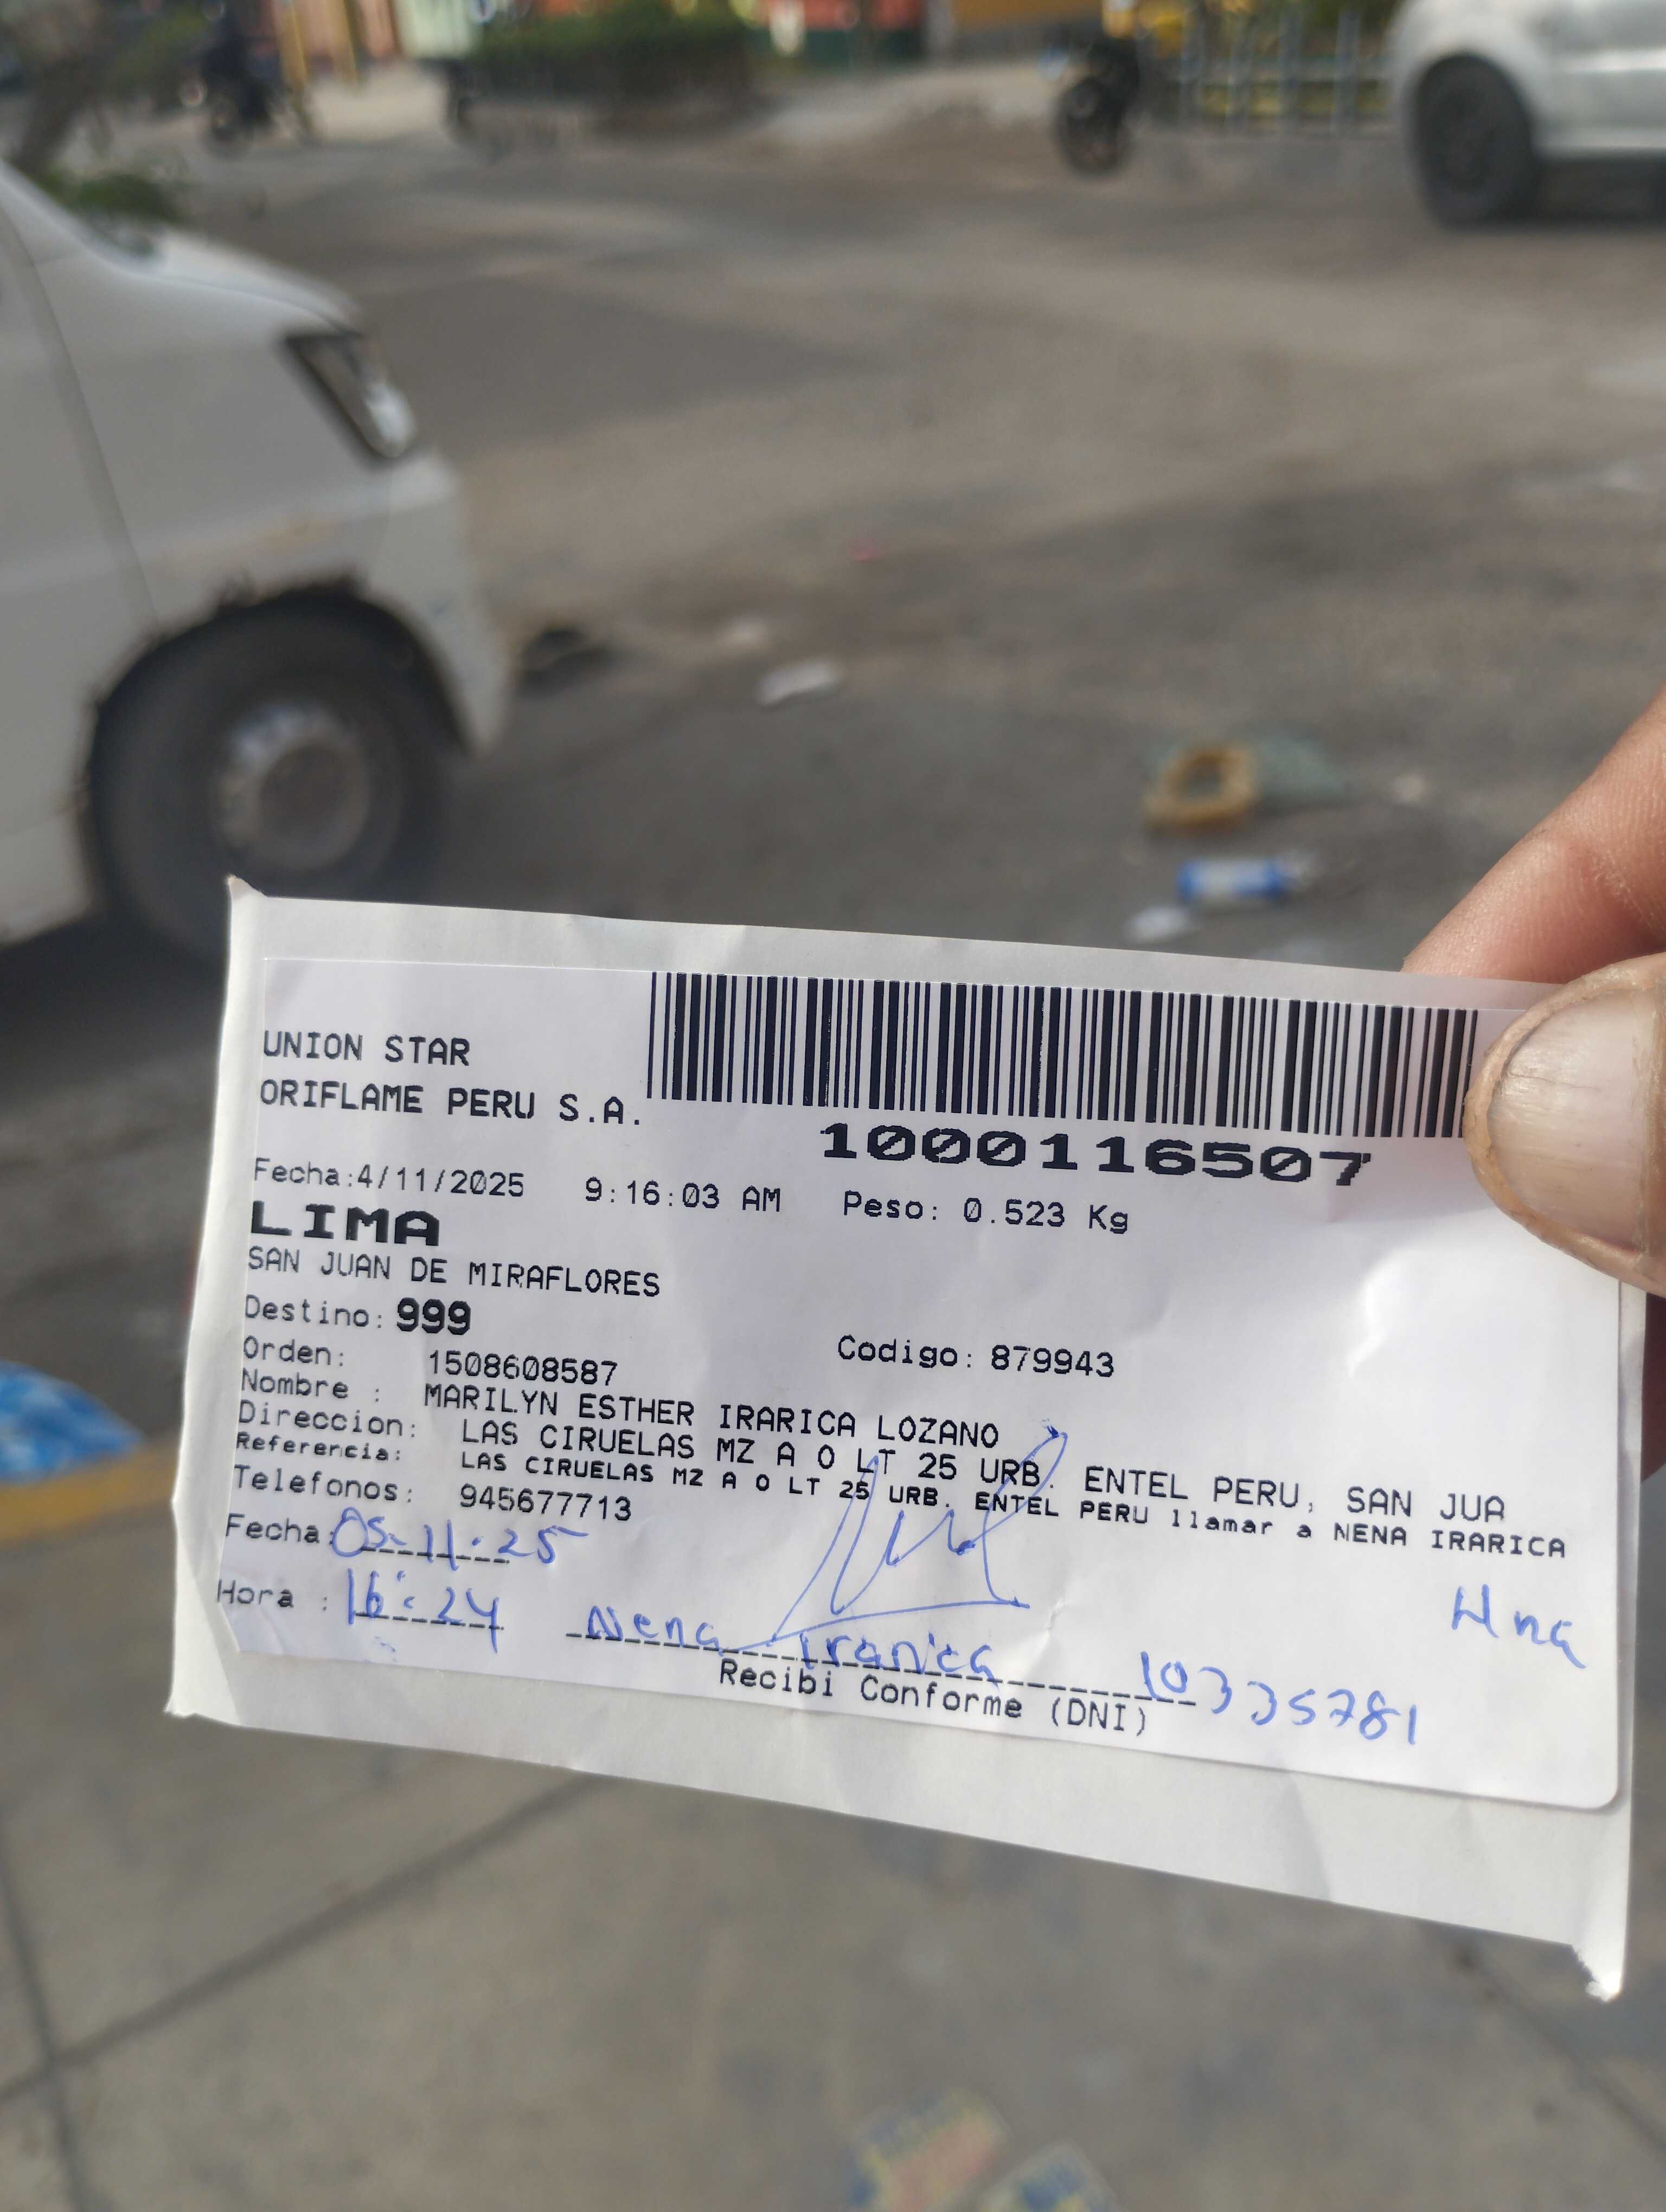 UNION STAR
ORIFLAME PERU S.A.
1000116507
Fecha:4/11/2025 9:16:03 AM Peso: 0.523 Kg
LIMA
SAN JUAN DE MIRAFLORES
Destino: 999
Orden: 1508608587 Codigo: 879943
Nombre : MARILYN ESTHER IRARICA LOZANO
Direccion: LAS CIRUELAS MZ A O LT 25 URB. ENTEL PERU, SAN JUA
Referencia: LAS CIRUELAS MZ A O LT 25 URB. ENTEL PERU llamar a NENA IRARICA
Telefonos: 945677713
Fecha: 05-11-25
Hora : 16:24 Nena Irarica 10335781 Hna
Recibi Conforme (DNI)